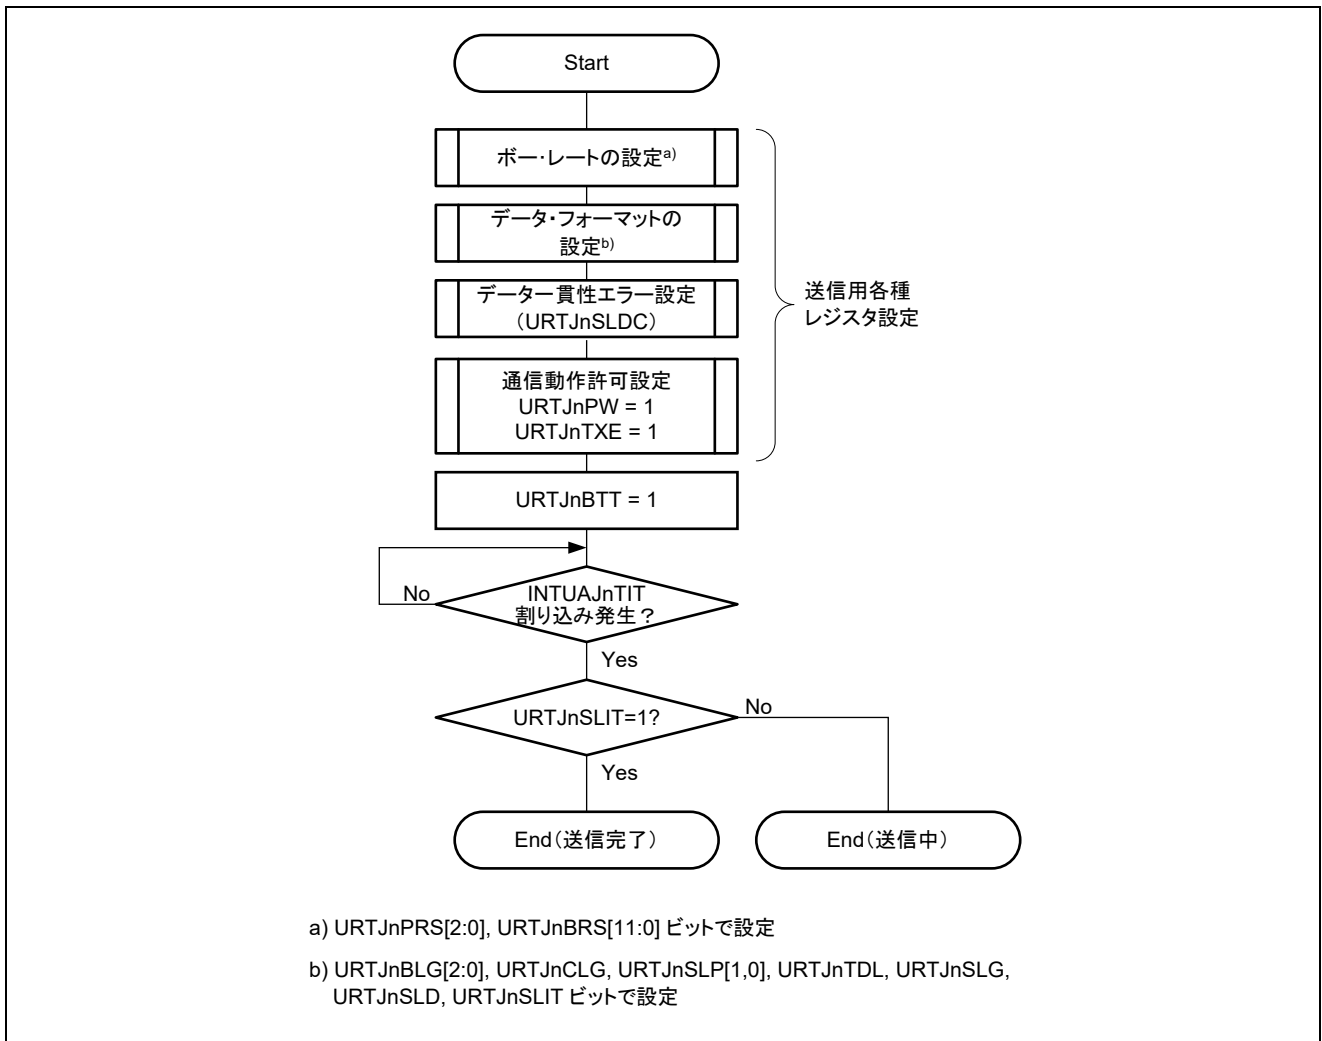 Start
ボー･レートの設定a)
データ・フォーマットの
設定b)
データ一貫性エラー設定
（URTJnSLDC）
通信動作許可設定
URTJnPW = 1
URTJnTXE = 1
送信用各種
レジスタ設定
URTJnBTT = 1
No
INTUAJnTIT
割り込み発生？
Yes
URTJnSLIT=1?
No
Yes
End（送信完了）
End（送信中）
a) URTJnPRS[2:0], URTJnBRS[11:0] ビットで設定
b) URTJnBLG[2:0], URTJnCLG, URTJnSLP[1,0], URTJnTDL, URTJnSLG,
URTJnSLD, URTJnSLIT ビットで設定